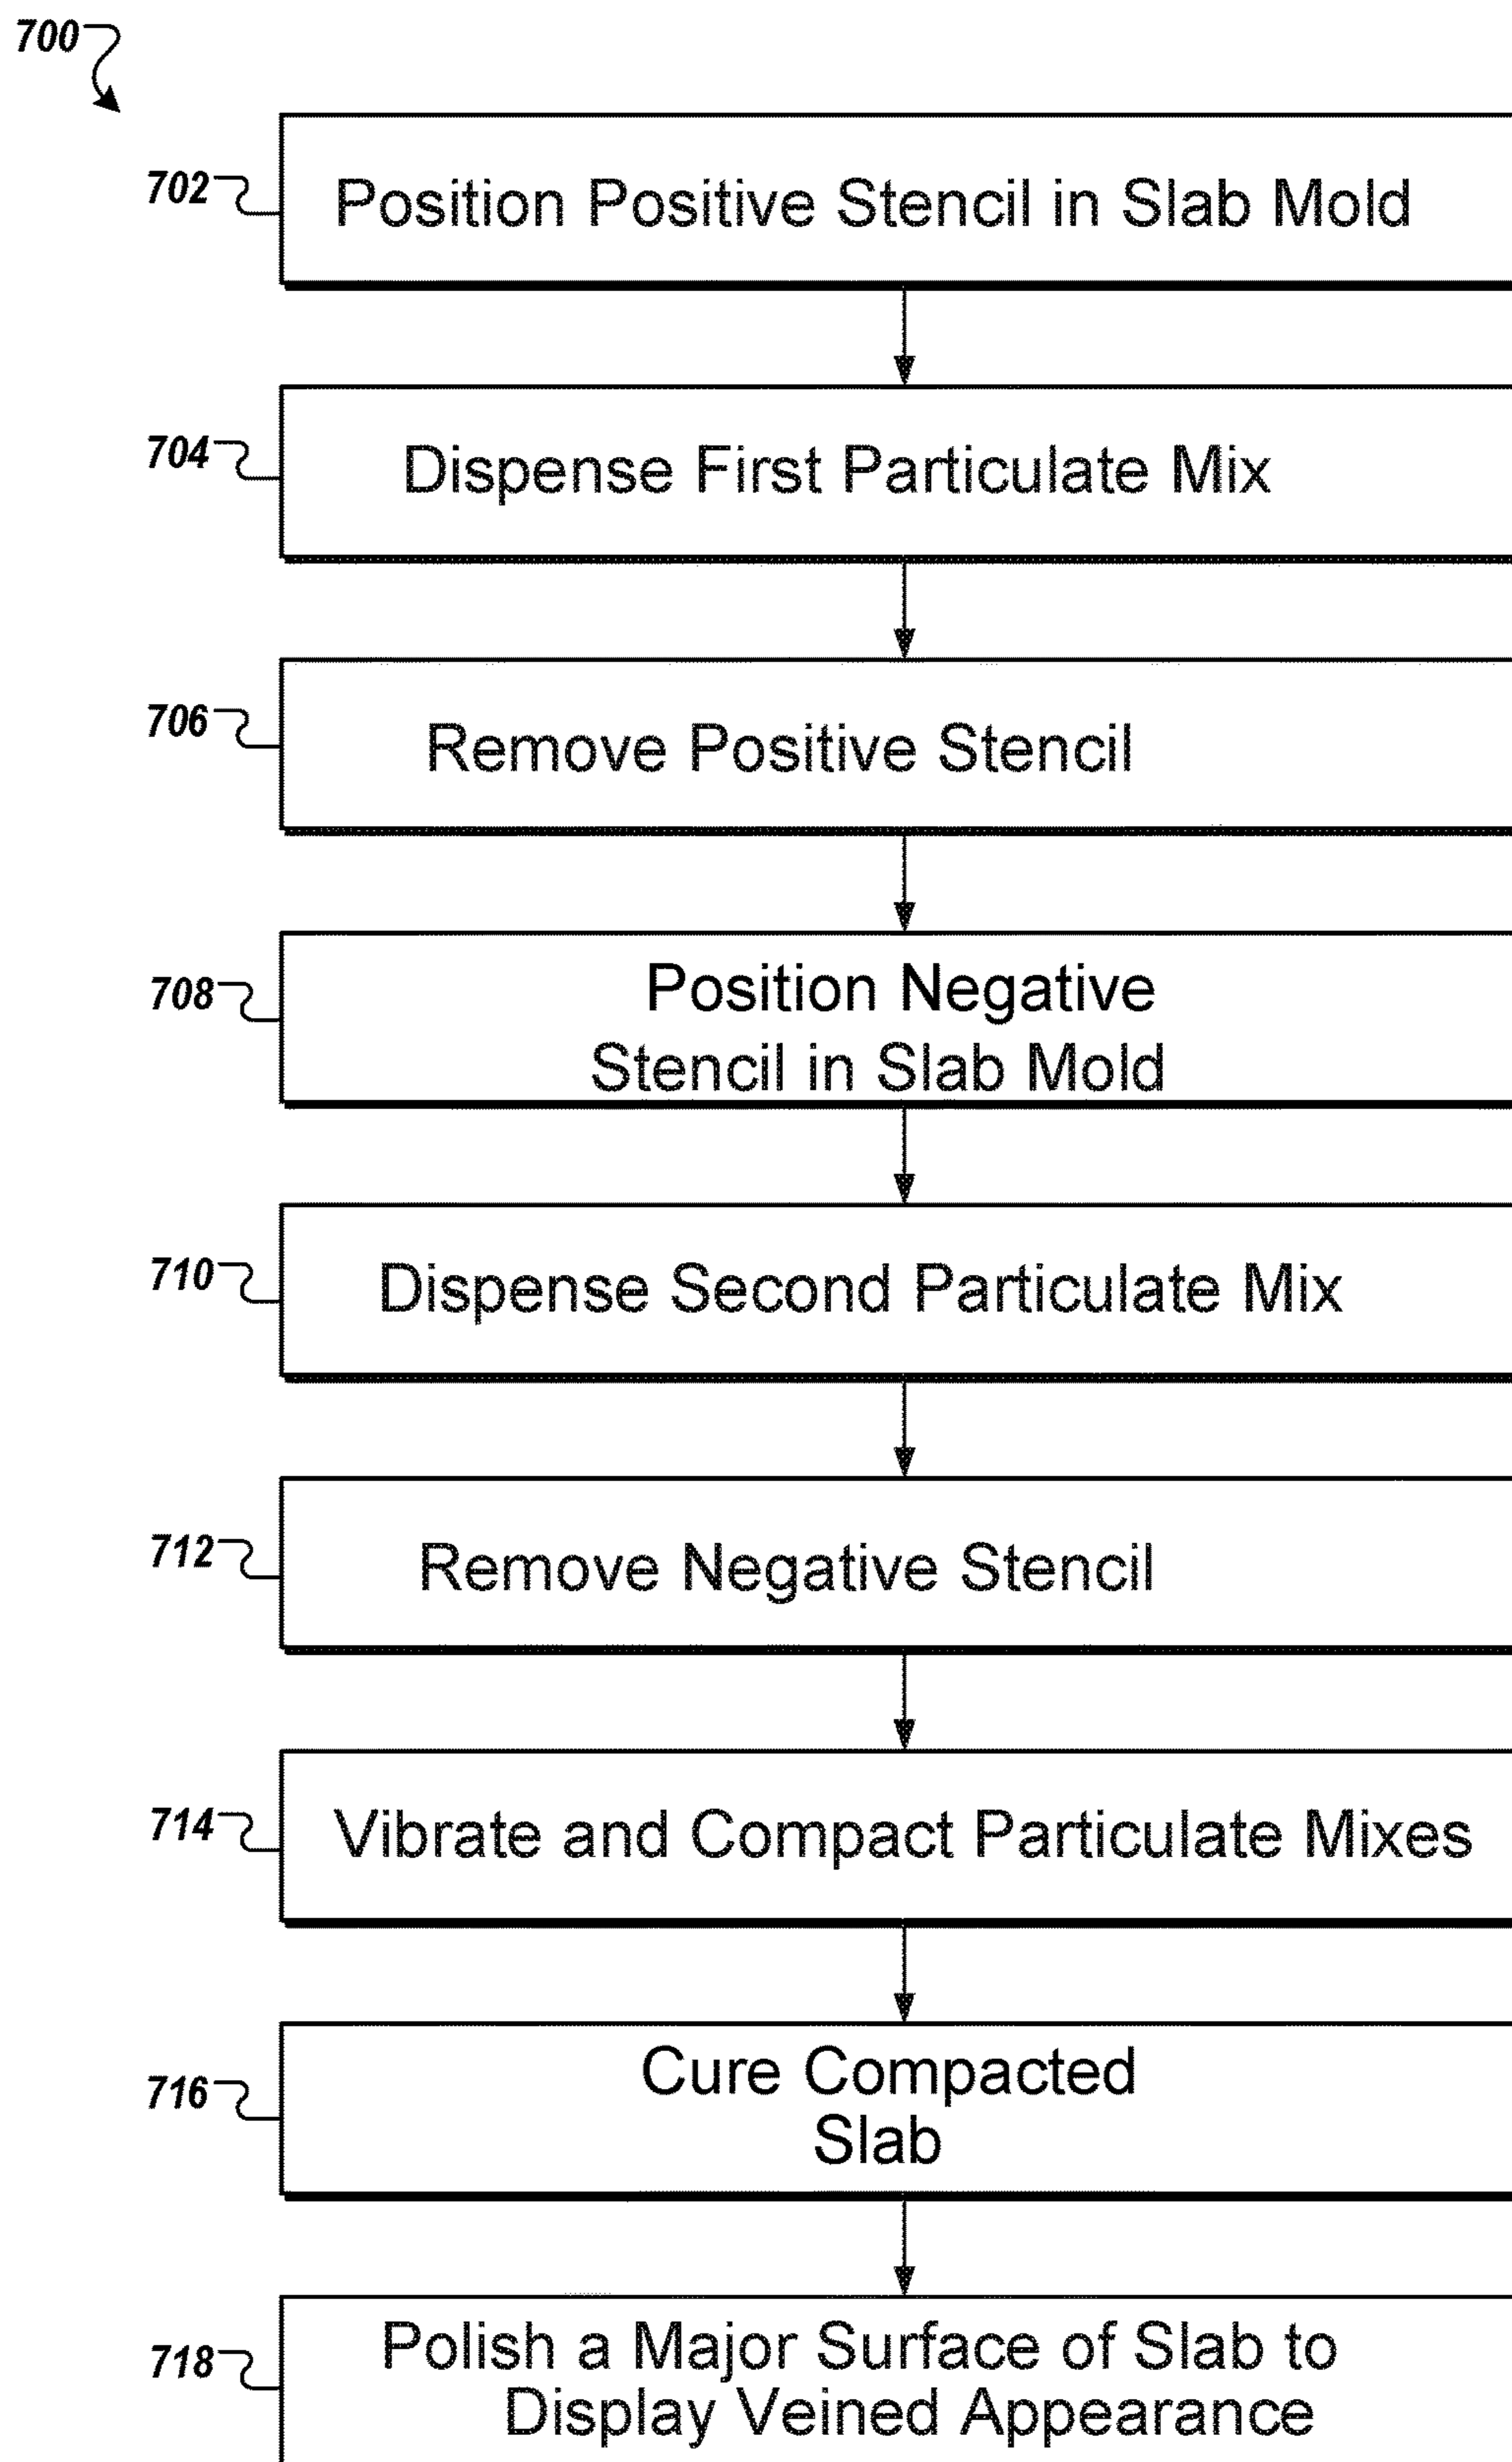 700
702
Position Positive Stencil in Slab Mold
704
Dispense First Particulate Mix
706
Remove Positive Stencil
708
Position Negative
Stencil in Slab Mold
710
Dispense Second Particulate Mix
712
Remove Negative Stencil
714
Vibrate and Compact Particulate Mixes
716
Cure Compacted
Slab
718
Polish a Major Surface of Slab to
Display Veined Appearance